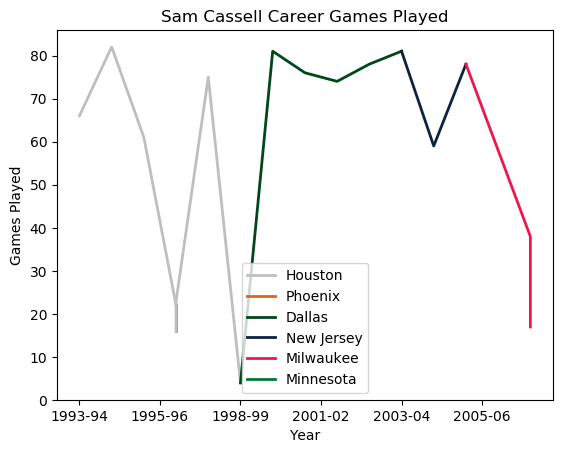 Sam Cassell Career Games Played
Games Played
80
70
60
50
40
30
20
10
0
Houston
Phoenix
Dallas
New Jersey
Milwaukee
Minnesota
1993-94 1995-96 1998-99 2001-02 2003-04 2005-06
Year